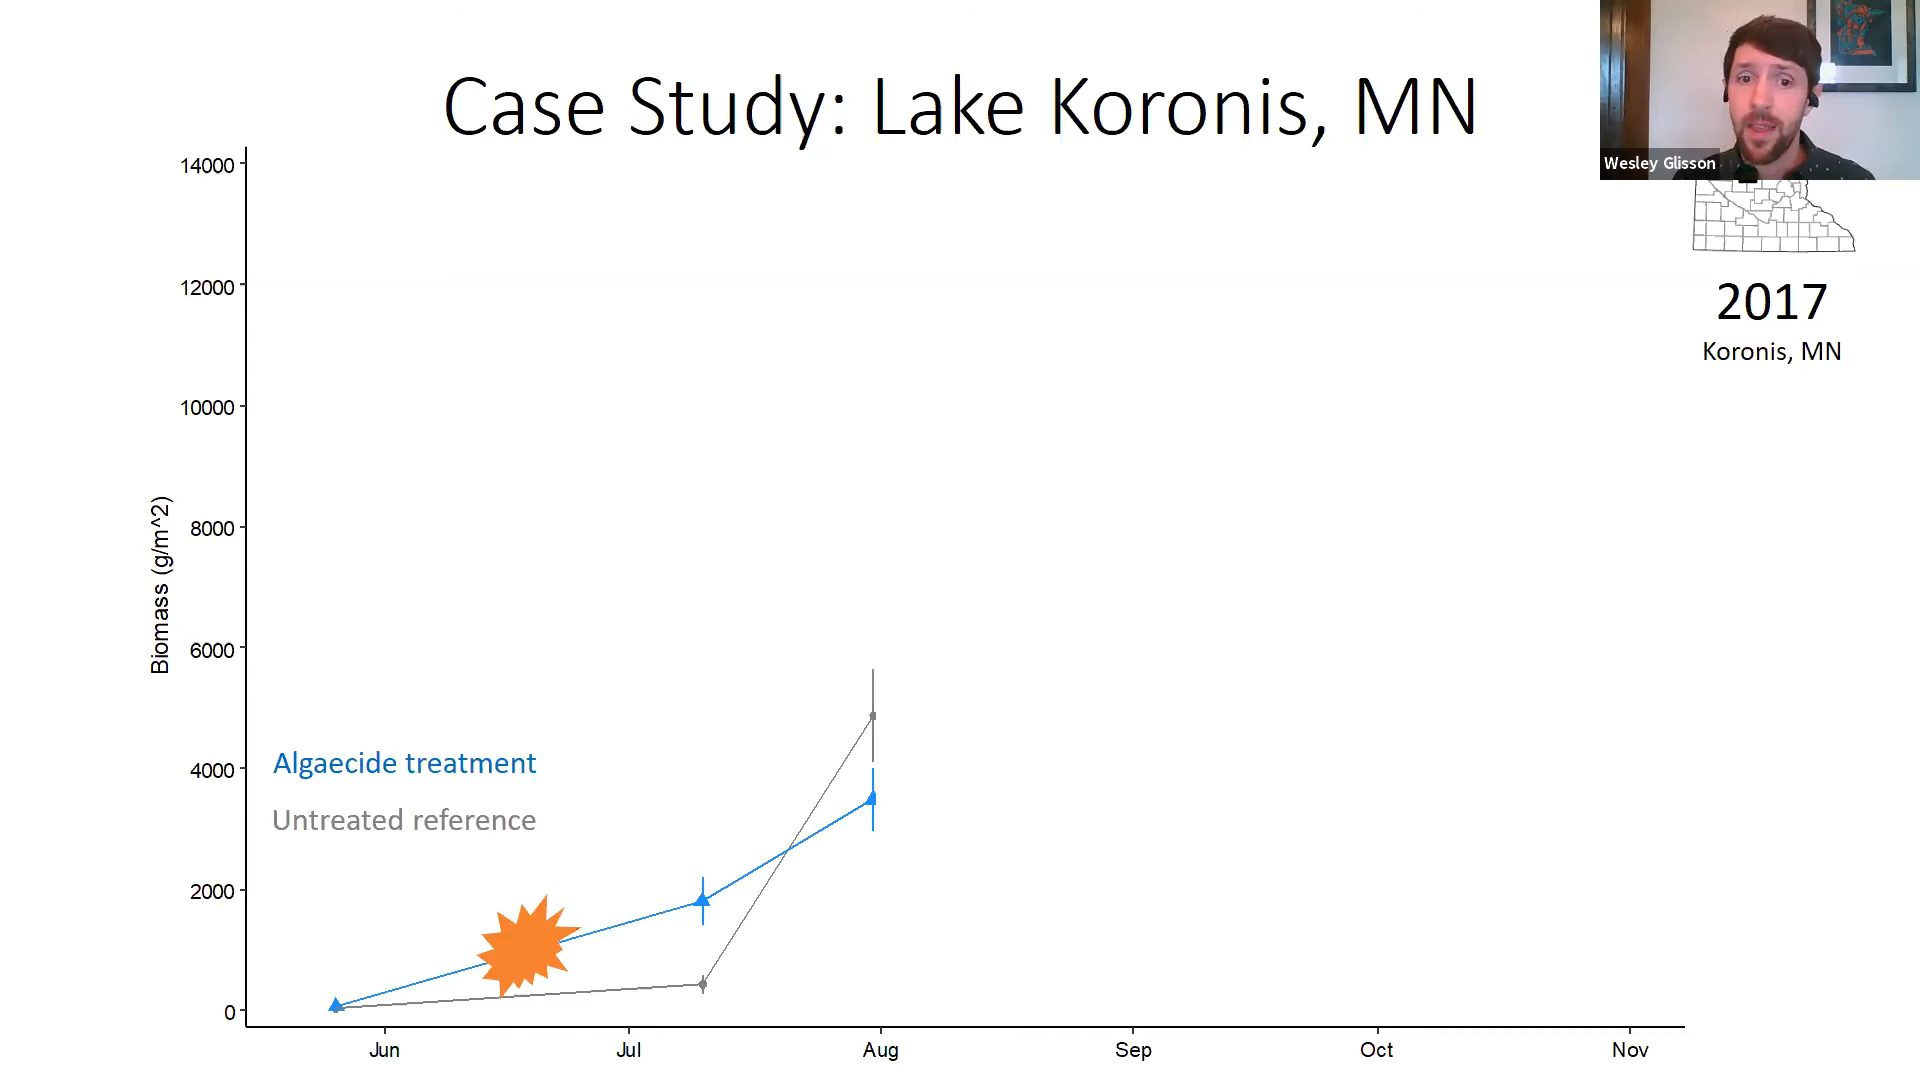 Case Study: Lake Koronis, MN
Wesley Glisson
2017
Koronis, MN
14000
12000
10000
8000
6000
4000
2000
0
Biomass (g/m^2)
Algaecide treatment
Untreated reference
Jun
Jul
Aug
Sep
Oct
Nov